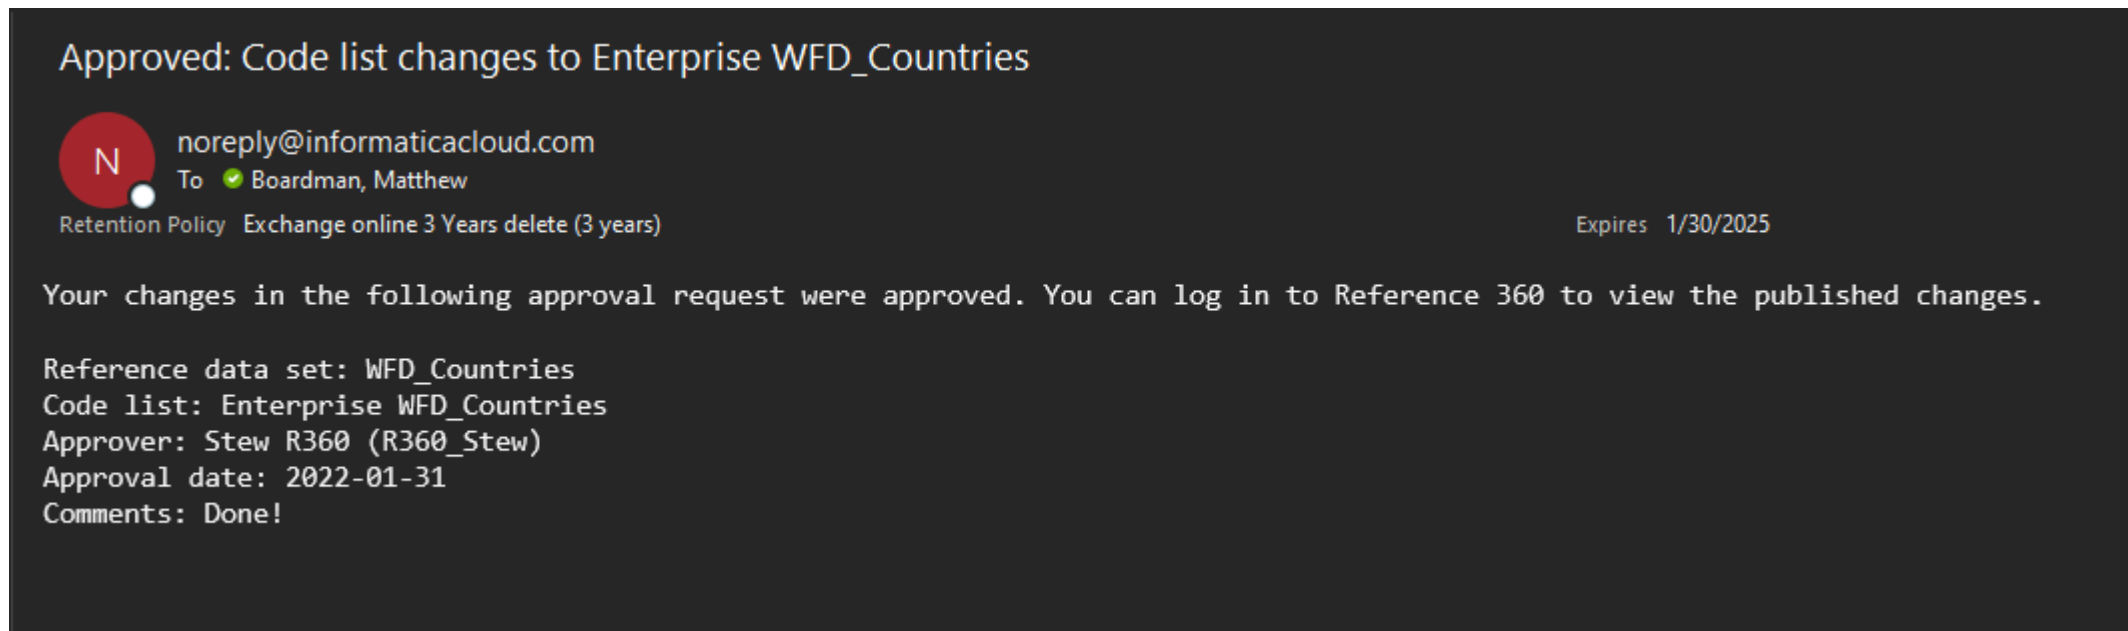 Approved: Code list changes to Enterprise WFD_Countries
N
noreply@informaticacloud.com
To Boardman, Matthew
Retention Policy Exchange online 3 Years delete (3 years) Expires 1/30/2025
Your changes in the following approval request were approved. You can log in to Reference 360 to view the published changes.
Reference data set: WFD_Countries
Code list: Enterprise WFD_Countries
Approver: Stew R360 (R360_Stew)
Approval date: 2022-01-31
Comments: Done!